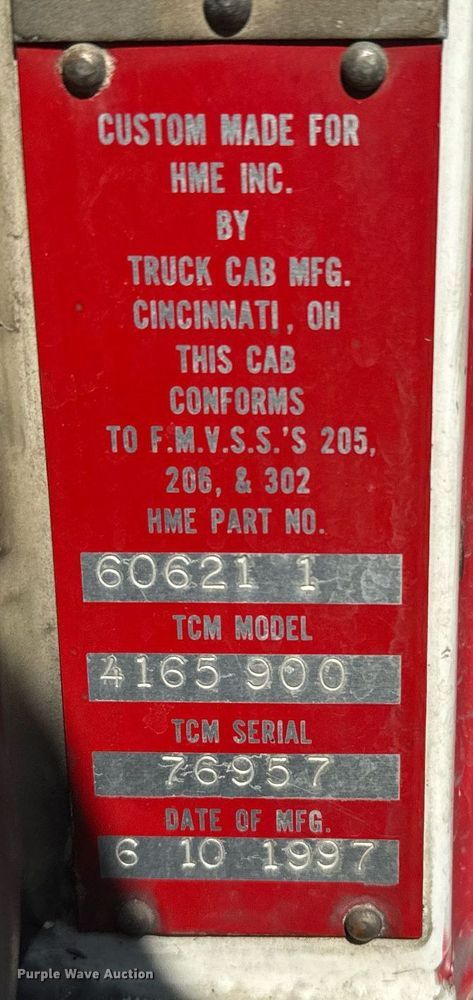 CUSTOM MADE FOR
HME INC.
BY
TRUCK CAB MFG.
CINCINNATI, OH
THIS CAB
CONFORMS
TO F.M.V.S.S.'S 205,
206, & 302
HME PART NO.
60621 1
TCM MODEL
4165 900
TCM SERIAL
76957
DATE OF MFG.
6 10 1997
Purple Wave Auction